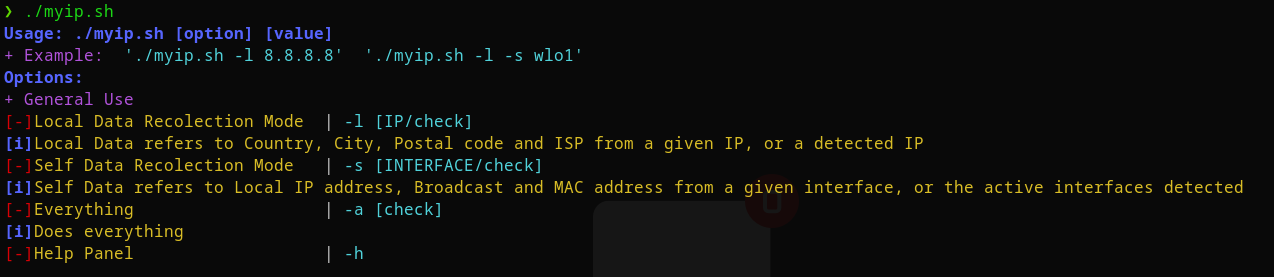 ❯ ./myip.sh
Usage: ./myip.sh [option] [value]
+ Example:  './myip.sh -l 8.8.8.8'  './myip.sh -l -s wlo1'
Options:
+ General Use
[-]Local Data Recolection Mode  | -l [IP/check]
[i]Local Data refers to Country, City, Postal code and ISP from a given IP, or a detected IP
[-]Self Data Recolection Mode   | -s [INTERFACE/check]
[i]Self Data refers to Local IP address, Broadcast and MAC address from a given interface, or the active interfaces detected
[-]Everything                   | -a [check]
[i]Does everything
[-]Help Panel                   | -h